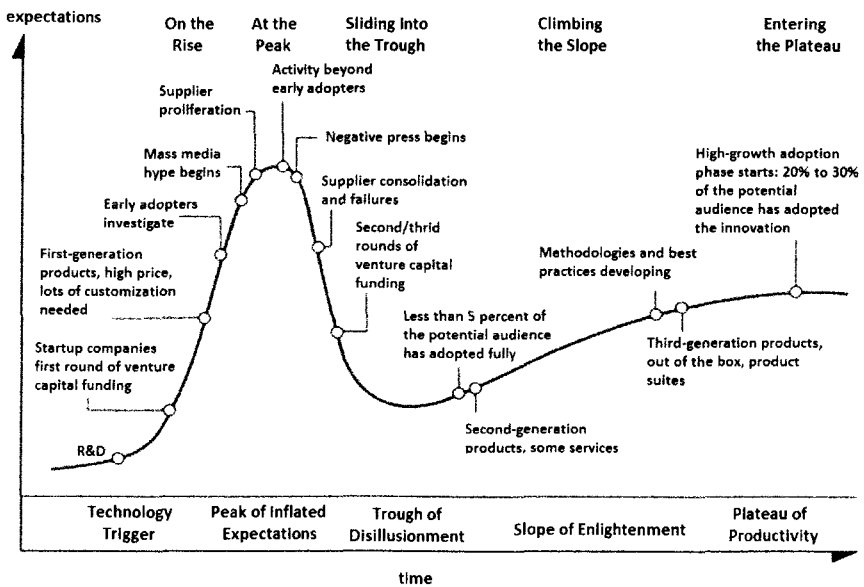 expectations
On the
Rise
At the
Peak
Sliding Into
the Trough
Climbing
the Slope
Entering
the Plateau
Activity beyond
early adopters
Supplier
proliferation
Negative press begins
Mass media
hype begins
High-growth adoption
phase starts: 20% to 30%
of the potential
audience has adopted
the innovation
Supplier consolidation
and failures
Early adopters
investigate
Second/thrid
rounds of
venture capital
funding
First-generation
products, high price,
lots of customization
needed
Methodologies and best
practices developing
Less than 5 percent of
the potential audience
has adopted fully
Startup companies
first round of venture
capital funding
Third-generation products,
out of the box, product
suites
Second-generation
products, some services
R&D
Technology
Trigger
Peak of Inflated
Expectations
Trough of
Disillusionment
Slope of Enlightenment
Plateau of
Productivity
time